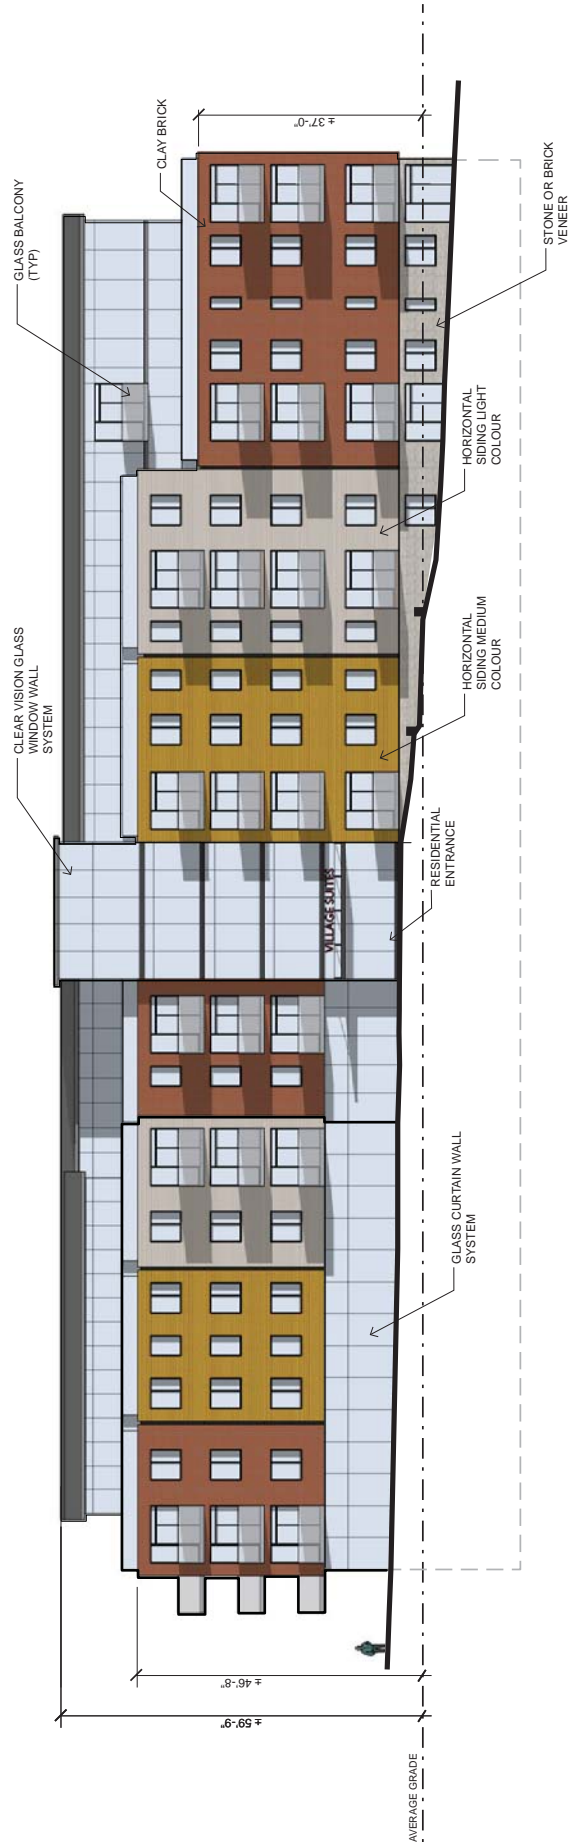 GLASS BALCONY
(TYP)
CLAY BRICK
± 37'-0"
CLEAR VISION GLASS
WINDOW WALL
SYSTEM
STONE OR BRICK
VENEER
HORIZONTAL
SIDING LIGHT
COLOUR
HORIZONTAL
SIDING MEDIUM
COLOUR
VILLAGE SUITES
RESIDENTIAL
ENTRANCE
GLASS CURTAIN WALL
SYSTEM
± 46'-8"
± 59'-9"
AVERAGE GRADE